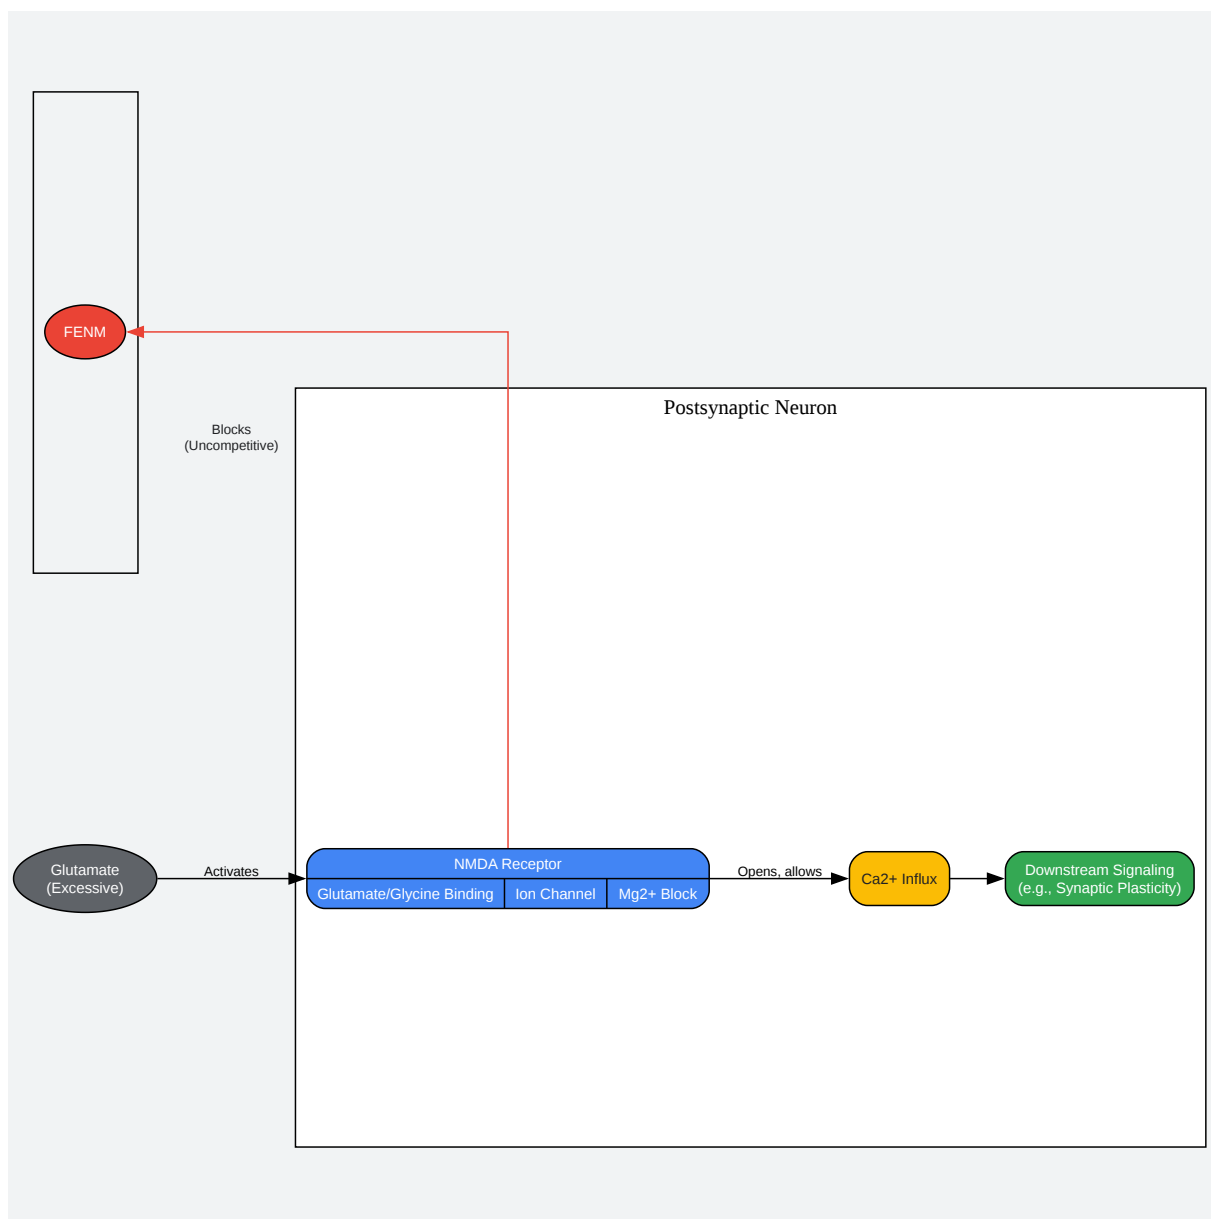 FENM
Postsynaptic Neuron
Blocks
(Uncompetitive)
Glutamate
(Excessive)
Activates
NMDA Receptor
Glutamate/Glycine Binding
Ion Channel
Mg2+ Block
Opens, allows
Ca2+ Influx
Downstream Signaling
(e.g., Synaptic Plasticity)